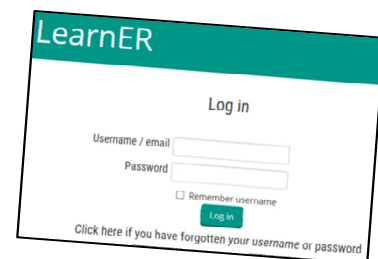 LearnER
Log in
Username / email
Password
Remember username
Log in
Click here if you have forgotten your username or password